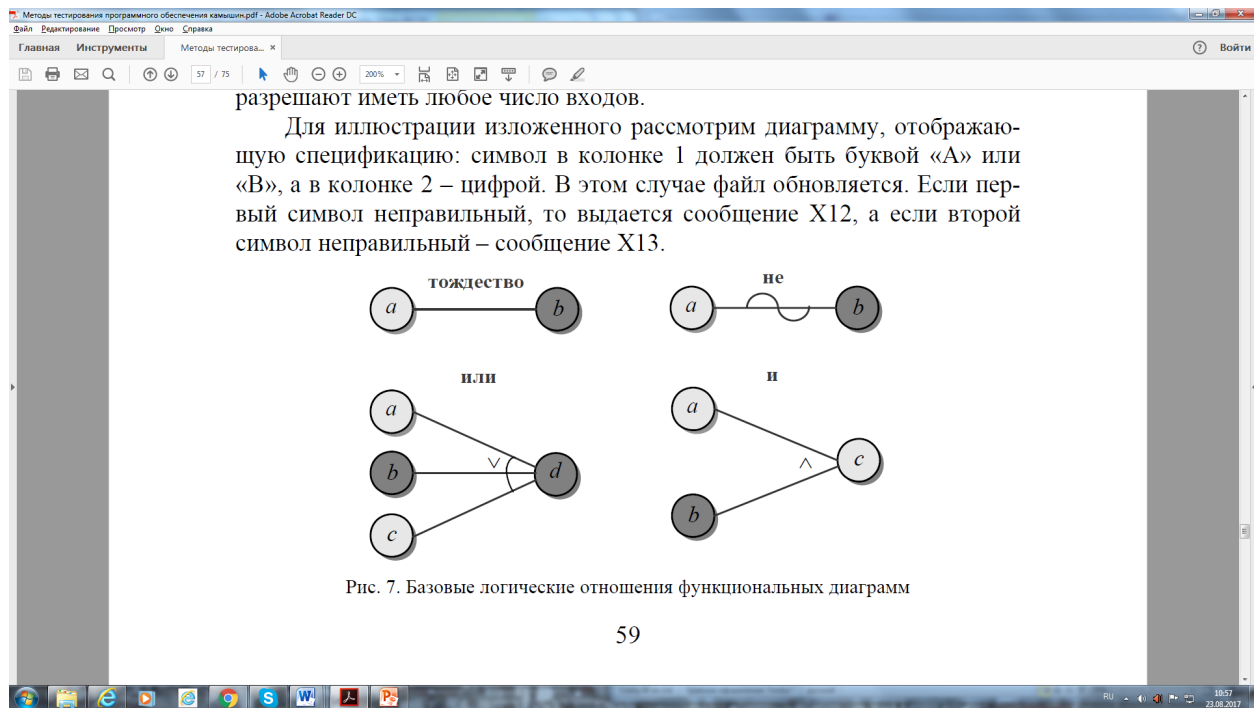 Методы тестирования программного обеспечения камышин.pdf - Adobe Acrobat Reader DC
Файл Редактирование Просмотр Окно Справка
Главная Инструменты Методы тестирова... × ? Войти
57 / 75 200%
разрешают иметь любое число входов.
Для иллюстрации изложенного рассмотрим диаграмму, отображаю-
щую спецификацию: символ в колонке 1 должен быть буквой «А» или
«В», а в колонке 2 – цифрой. В этом случае файл обновляется. Если пер-
вый символ неправильный, то выдается сообщение Х12, а если второй
символ неправильный – сообщение Х13.
тождество
a b
не
a b
или
a
b
c
∨ d
и
a
b
∧ c
Рис. 7. Базовые логические отношения функциональных диаграмм
59
RU 10:57
23.08.2017